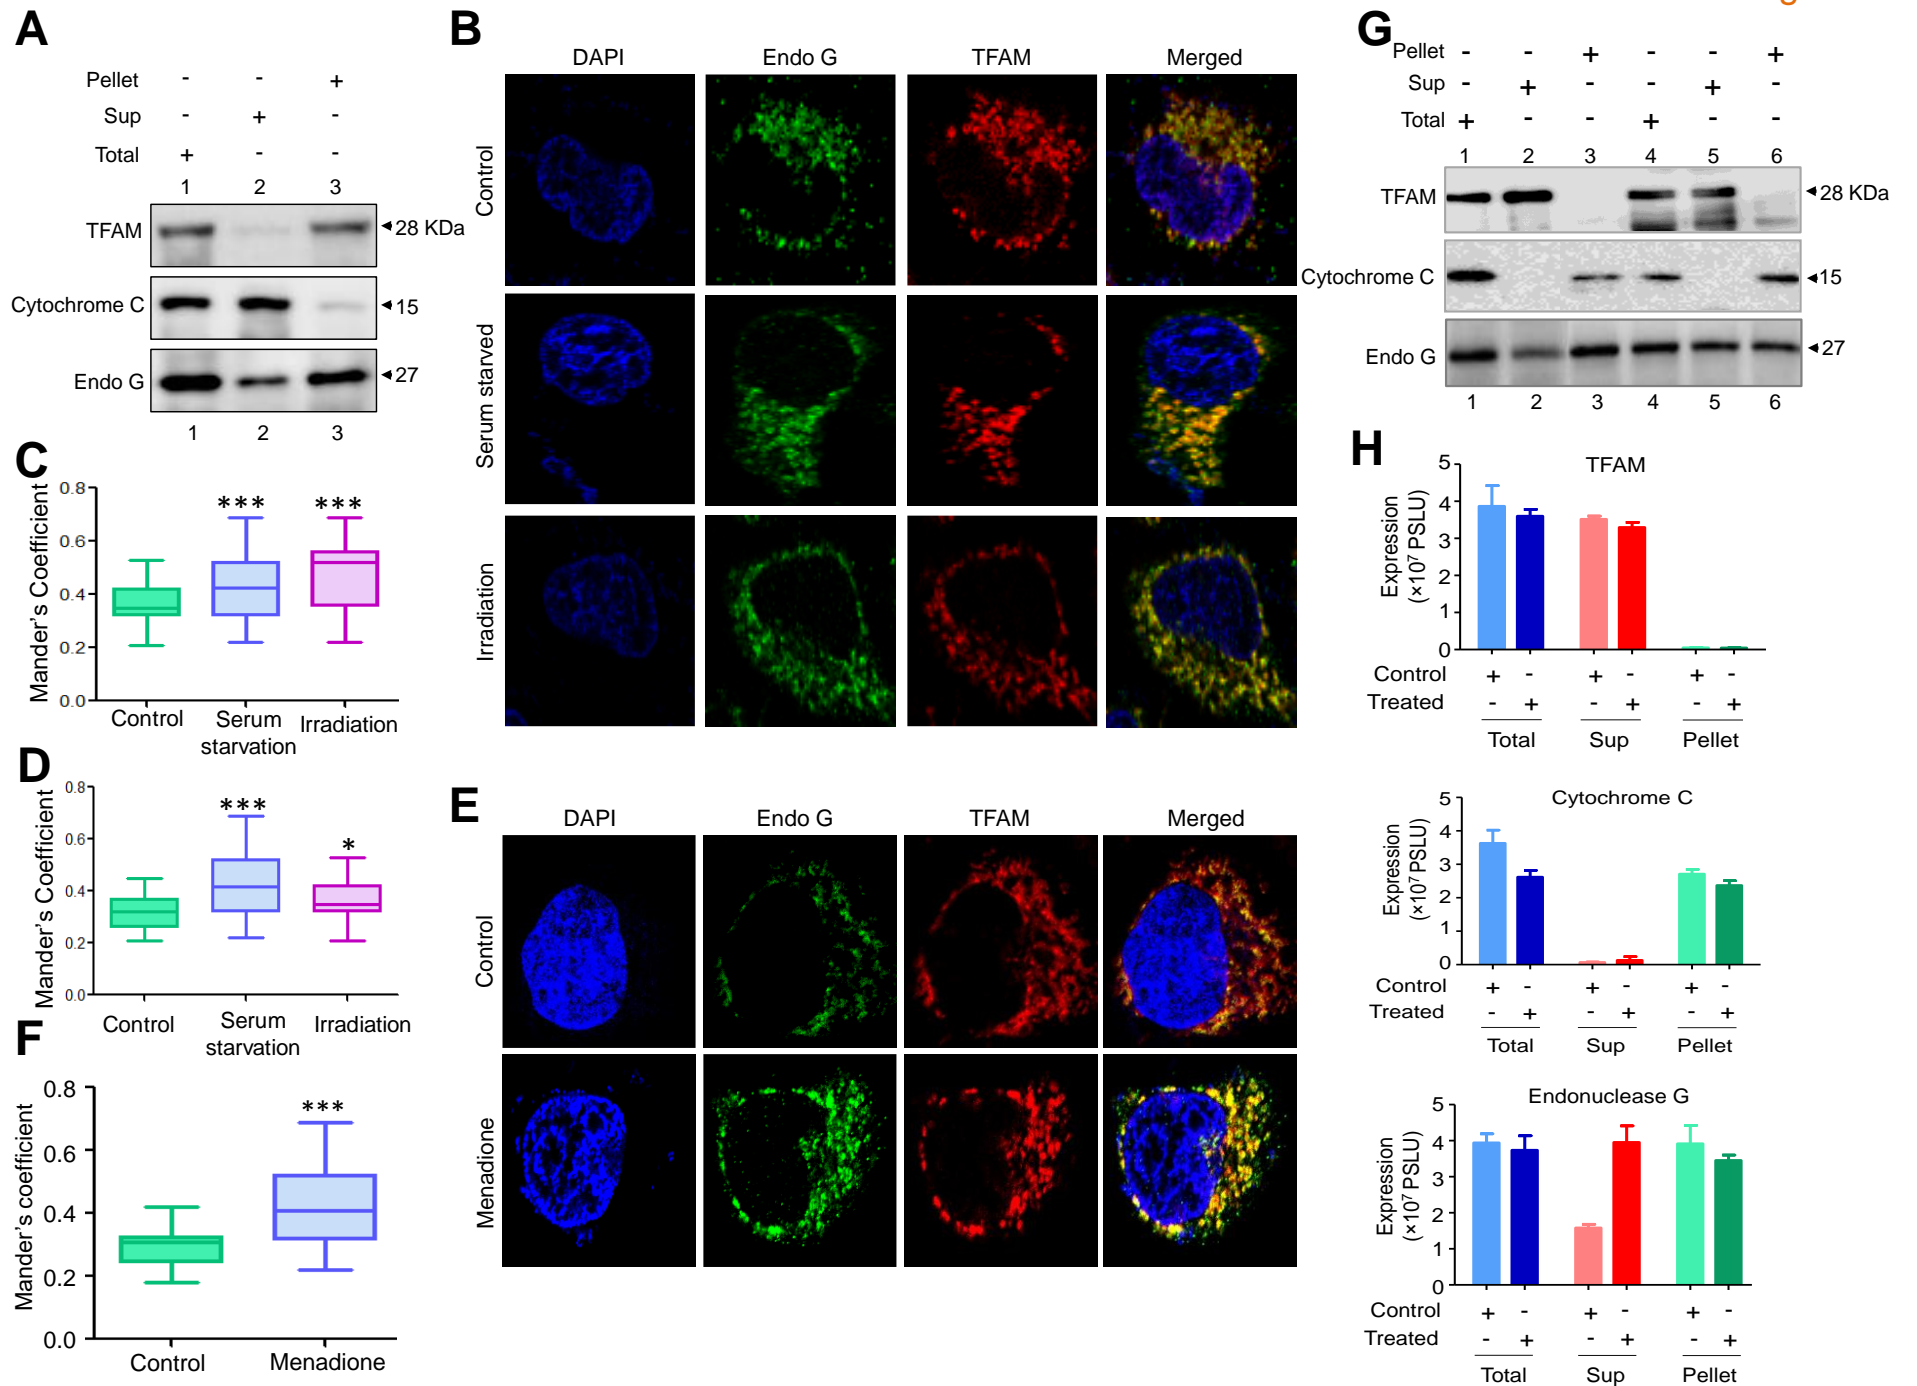 g
A
Pellet - - +
Sup - + -
Total + - -
1 2 3
TFAM 28 KDa
Cytochrome C 15
Endo G 27
1 2 3
B
DAPI Endo G TFAM Merged
Control
Serum starved
Irradiation
C
Mander's Coefficient
0.8
0.6
0.4
0.2
0.0
*** ***
Control Serum starvation Irradiation
D
Mander's Coefficient
0.8
0.6
0.4
0.2
0.0
*** *
Control Serum starvation Irradiation
E
DAPI Endo G TFAM Merged
Control
Menadione
F
Mander's coefficient
0.8
0.6
0.4
0.2
0.0
***
Control Menadione
G
Pellet - - + - - +
Sup - + - - + -
Total + - - + - -
1 2 3 4 5 6
TFAM 28 KDa
Cytochrome C 15
Endo G 27
1 2 3 4 5 6
H
TFAM
Expression
(×10⁷ PSLU)
5
4
3
2
1
0
Control + - + - + -
Treated - + - + - +
Total Sup Pellet
Cytochrome C
Expression
(×10⁷ PSLU)
5
4
3
2
1
0
Control + - + - + -
Treated - + - + - +
Total Sup Pellet
Endonuclease G
Expression
(×10⁷ PSLU)
5
4
3
2
1
0
Control + - + - + -
Treated - + - + - +
Total Sup Pellet